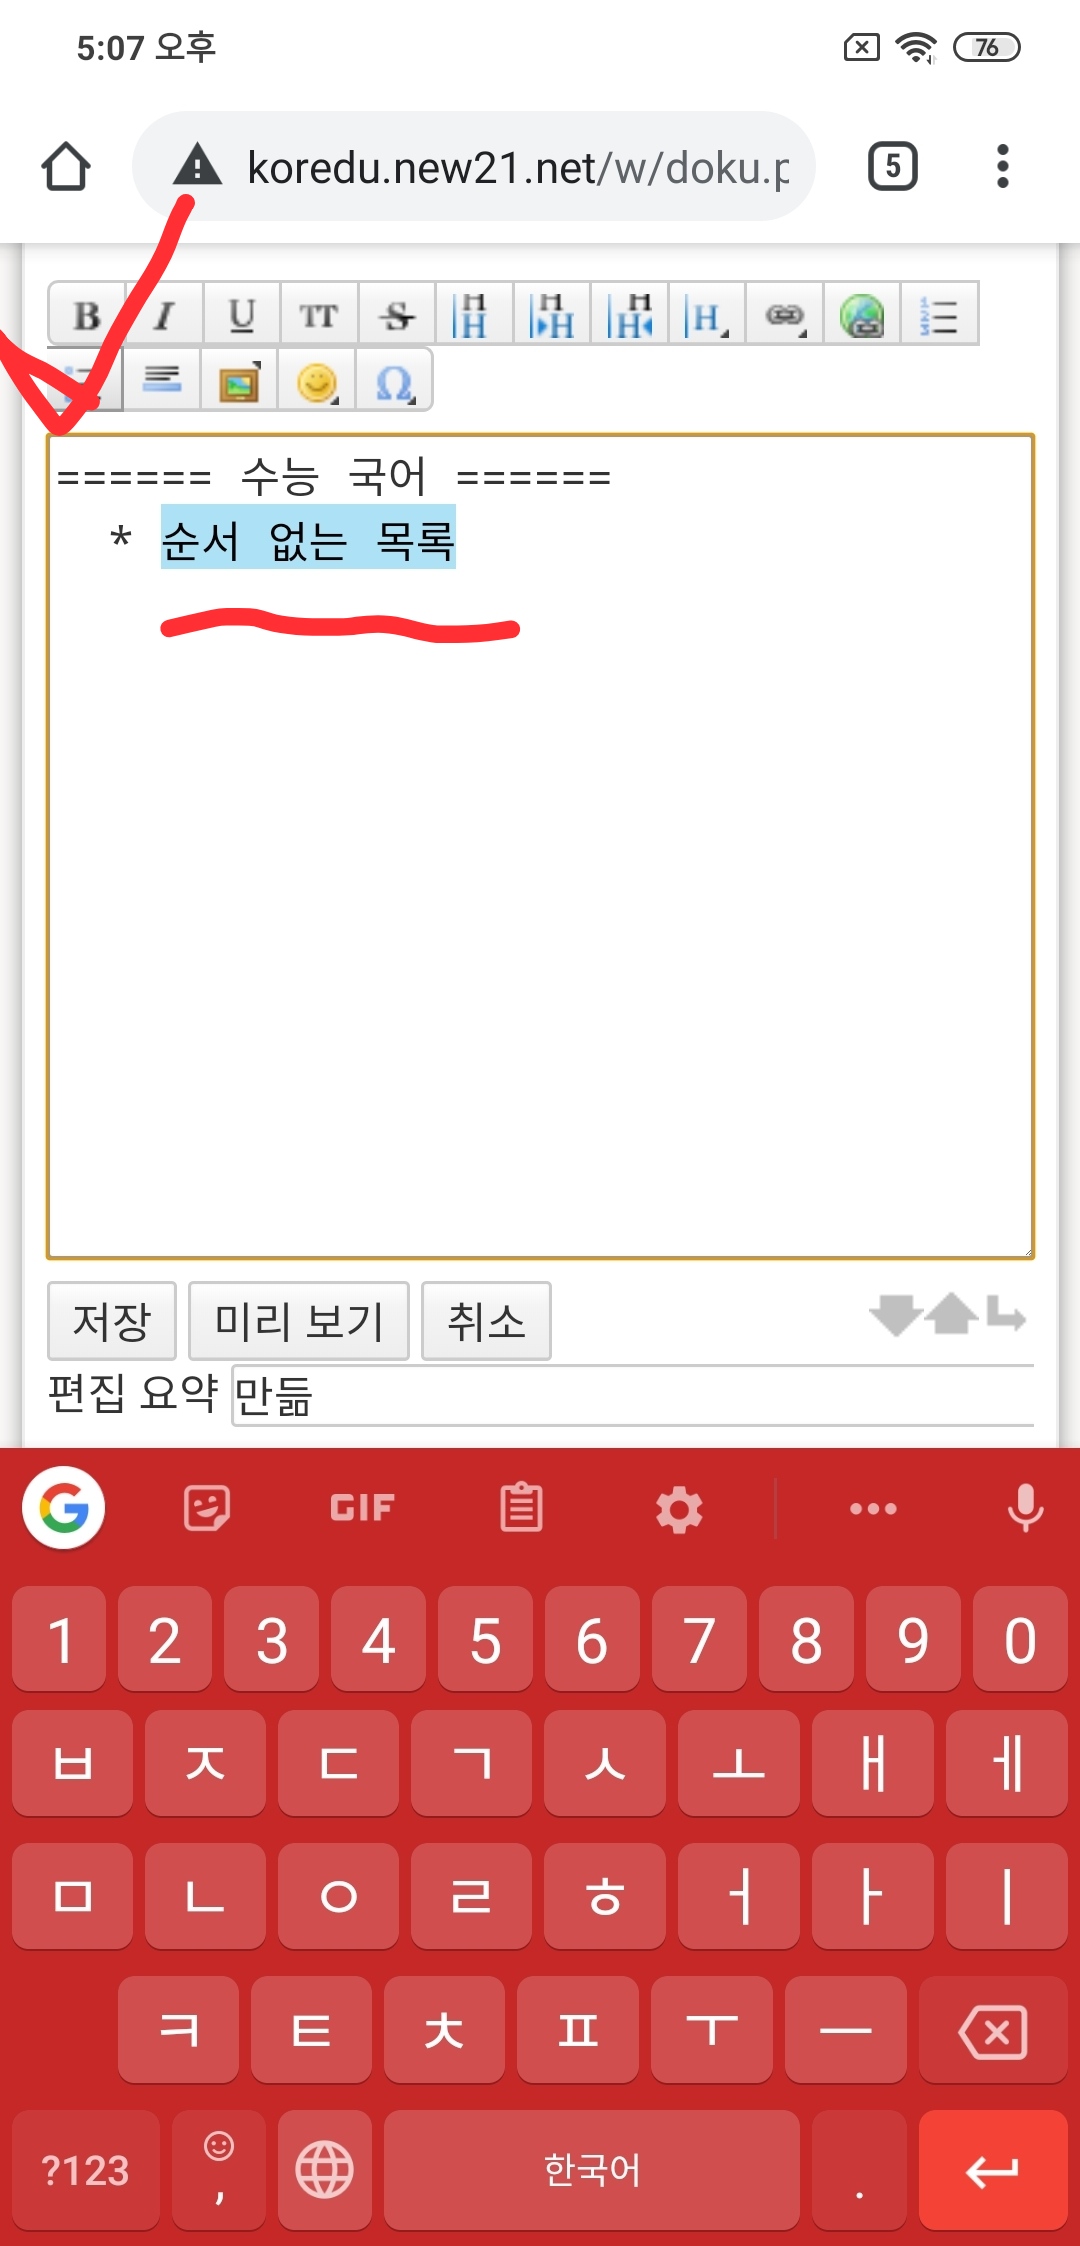 5:07 오후
76
koredu.new21.net/w/doku.p
5
B I U TT S H H H H H H H
====== 수능 국어 ======
* 순서 없는 목록
저장 미리 보기 취소
편집 요약 만듦
G GIF
1 2 3 4 5 6 7 8 9 0
ㅂ ㅈ ㄷ ㄱ ㅅ ㅗ ㅐ ㅔ
ㅁ ㄴ ㅇ ㄹ ㅎ ㅓ ㅏ ㅣ
ㅋ ㅌ ㅊ ㅍ ㅜ ㅡ
?123 , 한국어 .